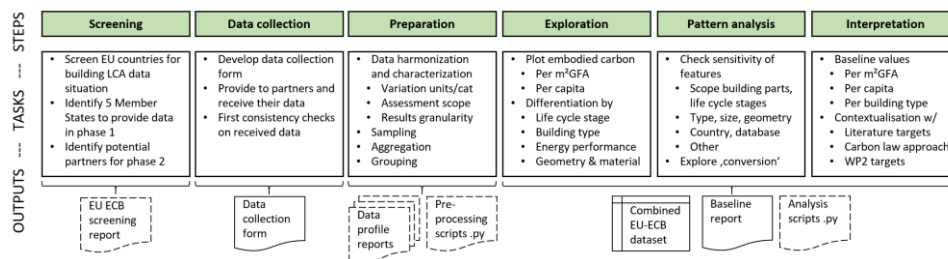 STEPS
Screening
Data collection
Preparation
Exploration
Pattern analysis
Interpretation
TASKS ---
---
• Screen EU countries for
building LCA data
situation
• Identify 5 Member
States to provide data
in phase 1
• Identify potential
partners for phase 2
• Develop data collection
form
• Provide to partners and
receive their data
• First consistency checks
on received data
• Data harmonization
and characterization
• Variation units/cat
• Assessment scope
• Results granularity
• Sampling
• Aggregation
• Grouping
• Plot embodied carbon
• Per m²GFA
• Per capita
• Differentiation by
• Life cycle stage
• Building type
• Energy performance
• Geometry & material
• Check sensitivity of
features
• Scope building parts,
life cycle stages
• Type, size, geometry
• Country, database
• Other
• Explore ‚conversion‘
• Baseline values
• Per m²GFA
• Per capita
• Per building type
• Contextualisation w/
• Literature targets
• Carbon law approach
• WP2 targets
OUTPUTS
EU ECB
screening
report
Data
collection
form
Data
profile
reports
Pre-
processing
scripts .py
Combined
EU-ECB
dataset
Baseline
report
Analysis
scripts .py